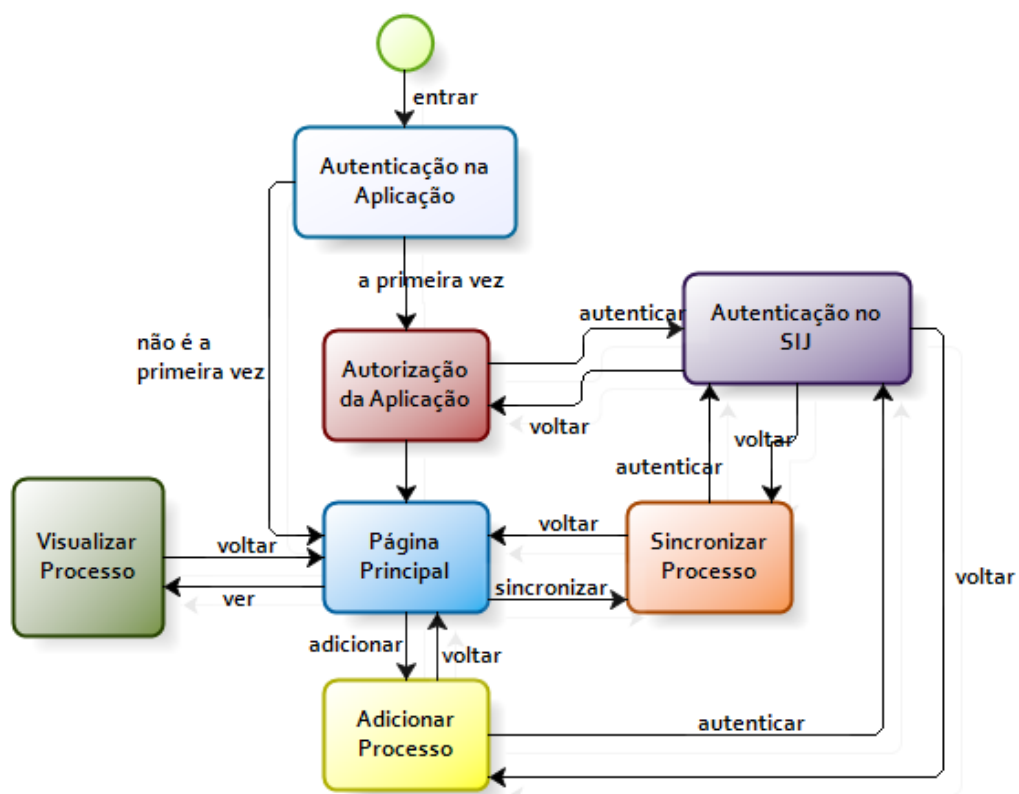 entrar
Autenticação na
Aplicação
a primeira vez
não é a
primeira vez
autenticar
Autenticação no
SIJ
Autorização
da Aplicação
voltar
voltar
autenticar
Visualizar
Processo
voltar
ver
Página
Principal
voltar
sincronizar
Sincronizar
Processo
voltar
adicionar
voltar
Adicionar
Processo
autenticar